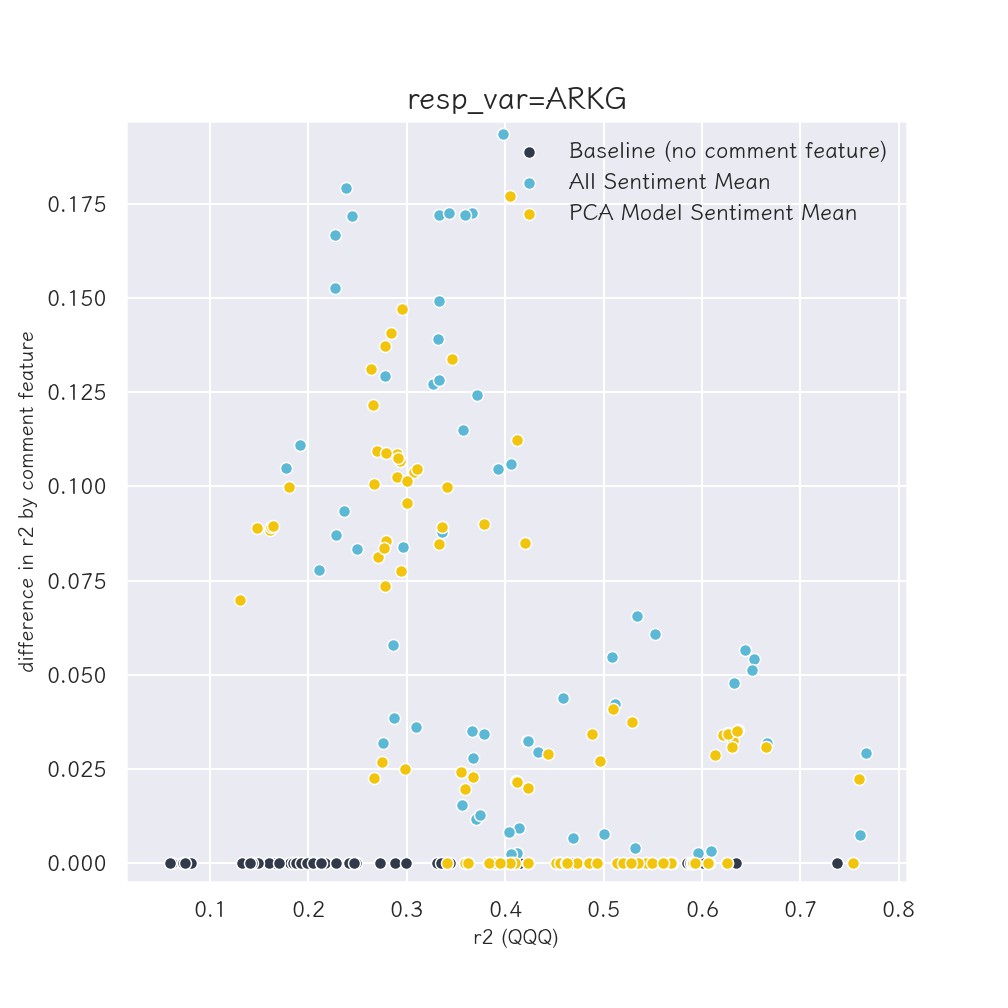 resp_var=ARKG
Baseline (no comment feature)
All Sentiment Mean
PCA Model Sentiment Mean
difference in r2 by comment feature
0.175
0.150
0.125
0.100
0.075
0.050
0.025
0.000
0.1 0.2 0.3 0.4 0.5 0.6 0.7 0.8
r2 (QQQ)